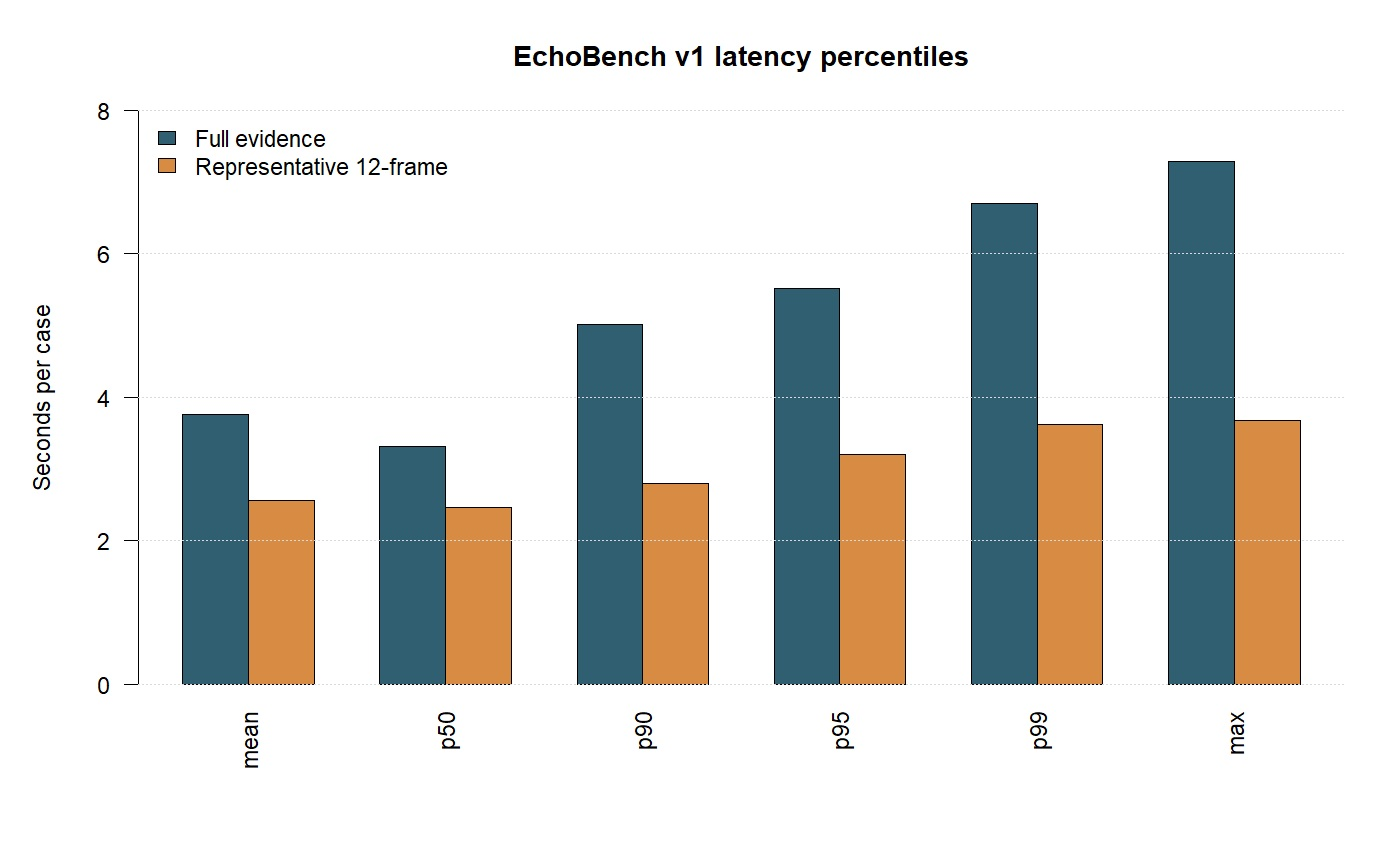 EchoBench v1 latency percentiles
8
6
4
2
0
Seconds per case
Full evidence
Representative 12-frame
mean
p50
p90
p95
p99
max